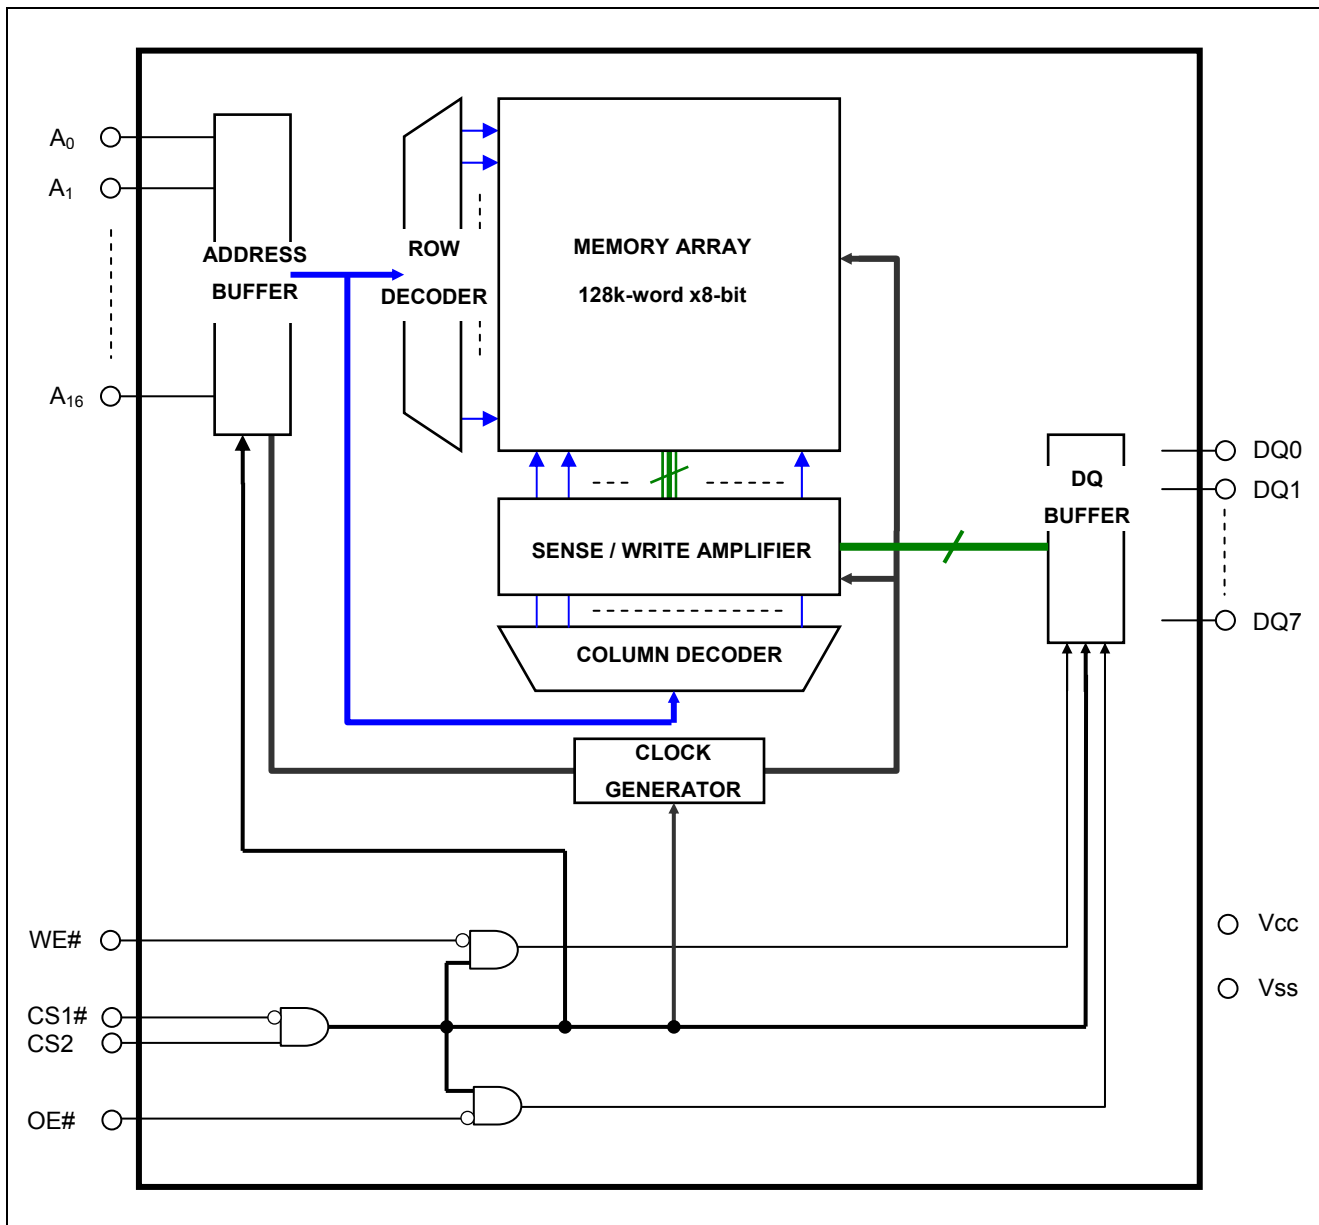 A0
A1
A16
ADDRESS
BUFFER
ROW
DECODER
MEMORY ARRAY
128k-word x8-bit
SENSE / WRITE AMPLIFIER
COLUMN DECODER
CLOCK
GENERATOR
DQ
BUFFER
DQ0
DQ1
DQ7
Vcc
Vss
WE#
CS1#
CS2
OE#